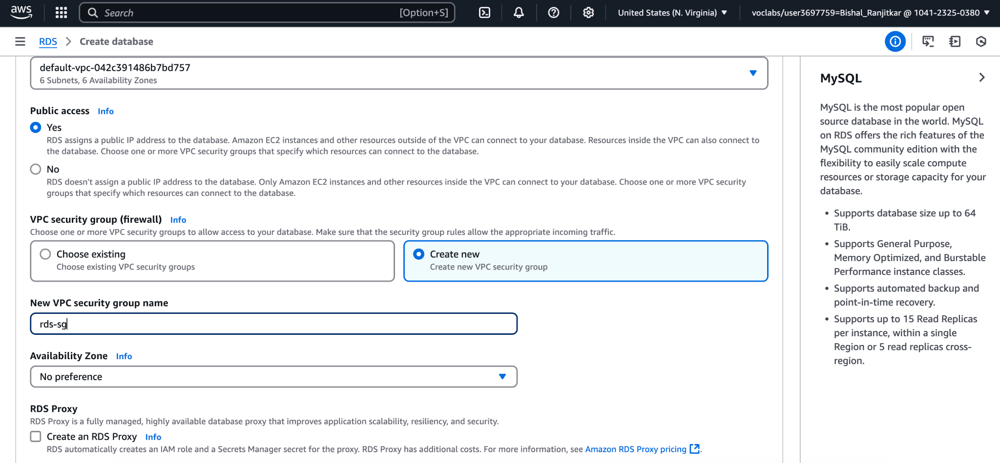 aws
Search [Option+S]
United States (N. Virginia)
voclabs/user3697759=Bishal_Ranjitkar @ 1041-2325-0380
RDS
Create database
default-vpc-042c391486b7bd757
6 Subnets, 6 Availability Zones
Public access Info
Yes
RDS assigns a public IP address to the database. Amazon EC2 instances and other resources outside of the VPC can connect to your database. Resources inside the VPC can also connect to
the database. Choose one or more VPC security groups that specify which resources can connect to the database.
No
RDS doesn't assign a public IP address to the database. Only Amazon EC2 instances and other resources inside the VPC can connect to your database. Choose one or more VPC security
groups that specify which resources can connect to the database.
VPC security group (firewall) Info
Choose one or more VPC security groups to allow access to your database. Make sure that the security group rules allow the appropriate incoming traffic.
Choose existing
Choose existing VPC security groups
Create new
Create new VPC security group
New VPC security group name
rds-sg
Availability Zone Info
No preference
RDS Proxy
RDS Proxy is a fully managed, highly available database proxy that improves application scalability, resiliency, and security.
Create an RDS Proxy Info
RDS automatically creates an IAM role and a Secrets Manager secret for the proxy. RDS Proxy has additional costs. For more information, see Amazon RDS Proxy pricing.
MySQL
MySQL is the most popular open
source database in the world. MySQL
on RDS offers the rich features of the
MySQL community edition with the
flexibility to easily scale compute
resources or storage capacity for your
database.
• Supports database size up to 64
TiB.
• Supports General Purpose,
Memory Optimized, and Burstable
Performance instance classes.
• Supports automated backup and
point-in-time recovery.
• Supports up to 15 Read Replicas
per instance, within a single
Region or 5 read replicas cross-
region.